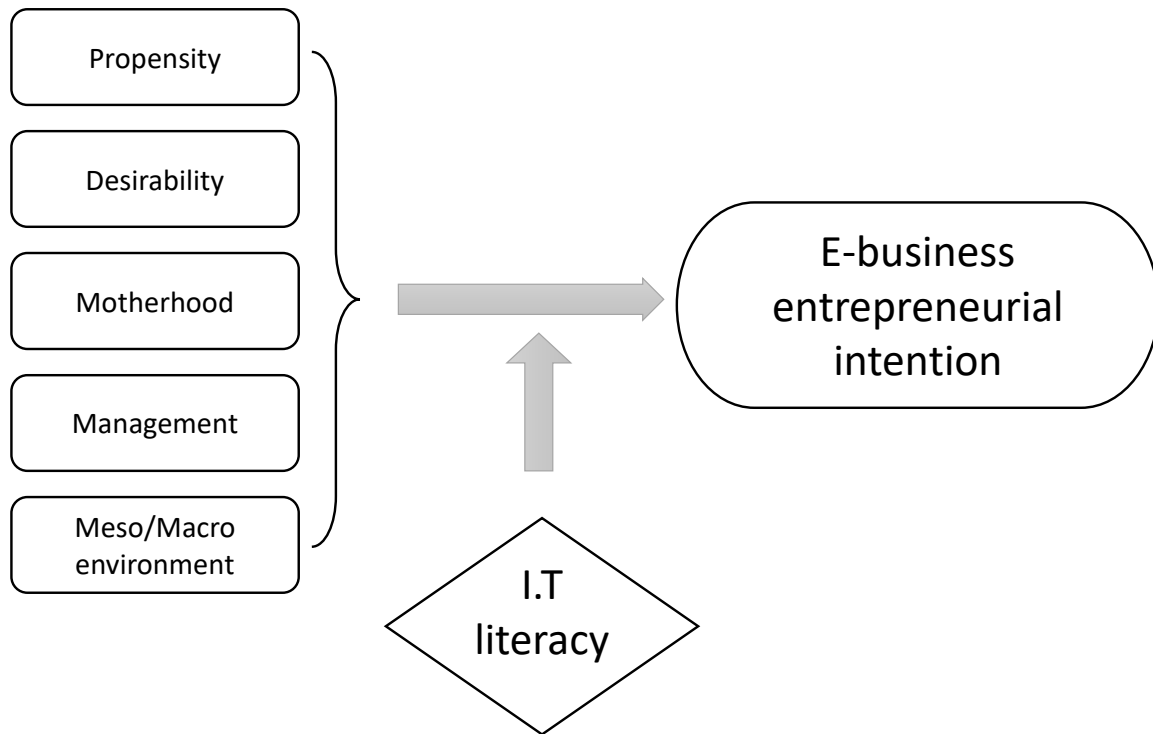 Propensity
Desirability
Motherhood
Management
Meso/Macro
environment
E-business
entrepreneurial
intention
I.T
literacy